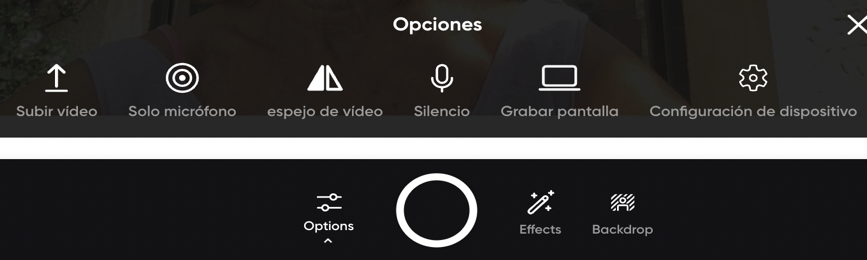 Opciones
Subir vídeo Solo micrófono espejo de vídeo Silencio Grabar pantalla Configuración de dispositivo
Options Effects Backdrop